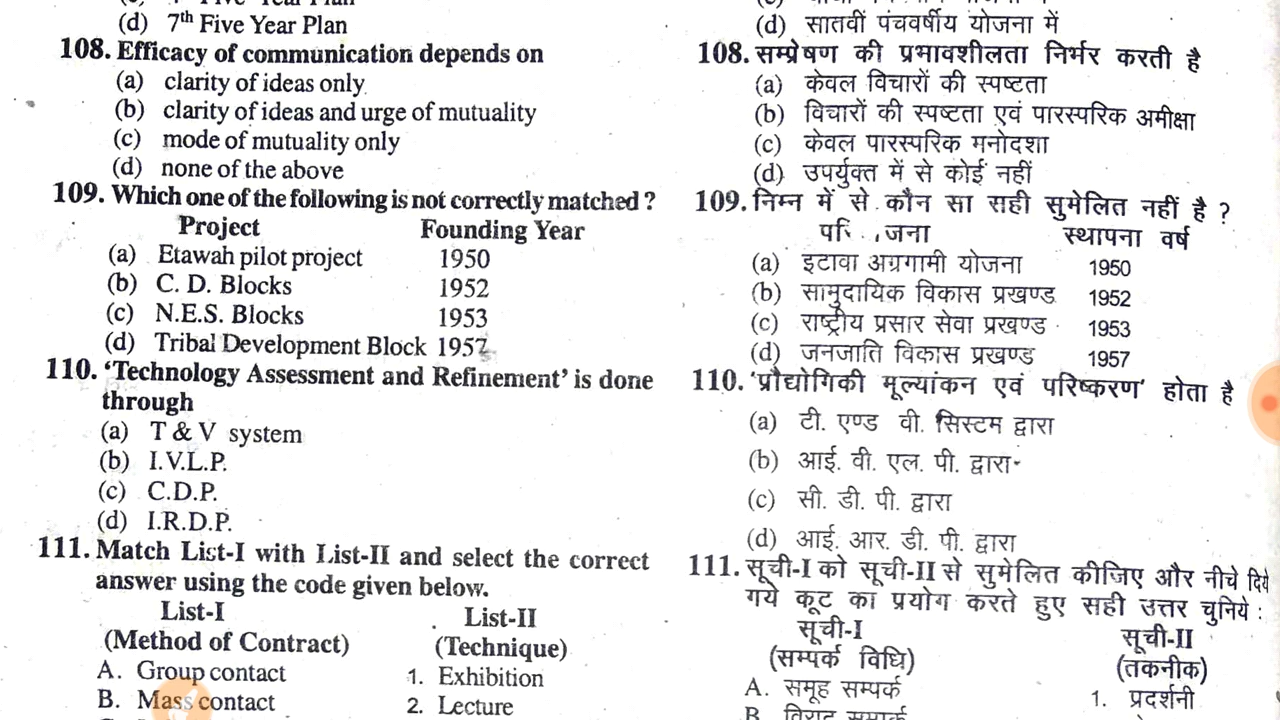 (d) 7th Five Year Plan
108. Efficacy of communication depends on
(a) clarity of ideas only
(b) clarity of ideas and urge of mutuality
(c) mode of mutuality only
(d) none of the above
109. Which one of the following is not correctly matched ?
Project Founding Year
(a) Etawah pilot project 1950
(b) C. D. Blocks 1952
(c) N.E.S. Blocks 1953
(d) Tribal Development Block 1957
110. ‘Technology Assessment and Refinement’ is done
through
(a) T & V system
(b) I.V.L.P.
(c) C.D.P.
(d) I.R.D.P.
111. Match List-I with List-II and select the correct
answer using the code given below.
List-I List-II
(Method of Contract) (Technique)
A. Group contact 1. Exhibition
B. Mass contact 2. Lecture
(d) सातवीं पंचवर्षीय योजना में
108. सम्प्रेषण की प्रभावशीलता निर्भर करती है
(a) केवल विचारों की स्पष्टता
(b) विचारों की स्पष्टता एवं पारस्परिक अमीक्षा
(c) केवल पारस्परिक मनोदशा
(d) उपर्युक्त में से कोई नहीं
109. निम्न में से कौन सा सही सुमेलित नहीं है ?
स्थापना वर्ष
(a) इटावा अग्रगामी योजना 1950
(b) सामुदायिक विकास प्रखण्ड 1952
(c) राष्ट्रीय प्रसार सेवा प्रखण्ड 1953
(d) जनजाति विकास प्रखण्ड 1957
110. ‘प्रौद्योगिकी मूल्यांकन एवं परिष्करण’ होता है
(a) टी. एण्ड वी. सिस्टम द्वारा
(b) आई. वी. एल. पी. द्वारा
(c) सी. डी. पी. द्वारा
(d) आई. आर. डी. पी. द्वारा
111. सूची-I को सूची-II से सुमेलित कीजिए और नीचे दिये
गये कूट का प्रयोग करते हुए सही उत्तर चुनिये :
सूची-I सूची-II
(सम्पर्क विधि) (तकनीक)
A. समूह सम्पर्क 1. प्रदर्शनी